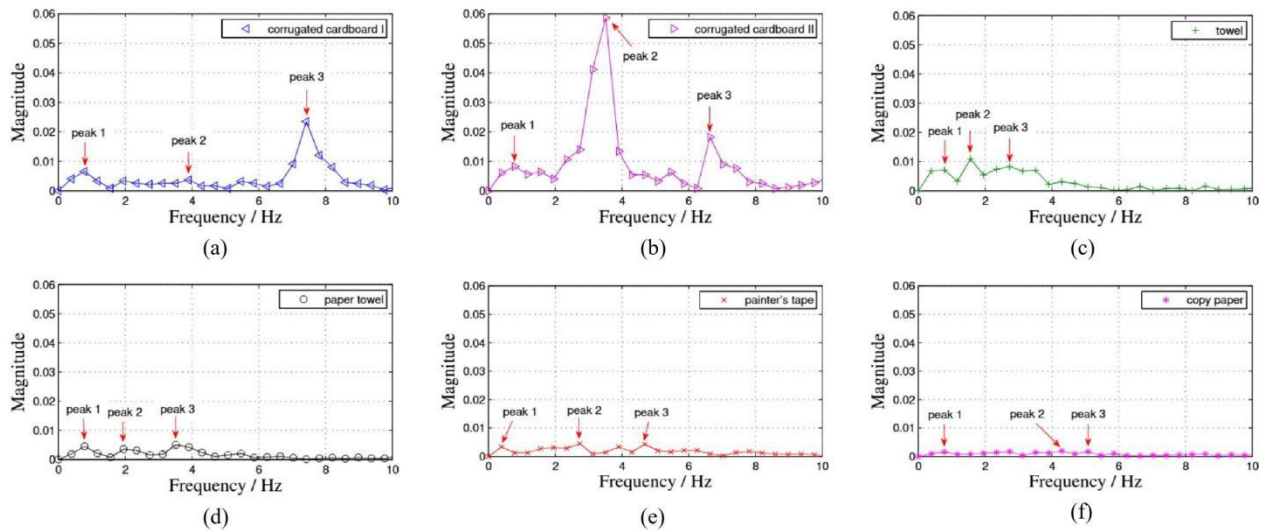 0.06
0.05
0.04
0.03
0.02
0.01
0
0
2
4
6
8
10
Magnitude
Frequency / Hz
corrugated cardboard I
peak 1
peak 2
peak 3
(a)
0.06
0.05
0.04
0.03
0.02
0.01
0
0
2
4
6
8
10
Magnitude
Frequency / Hz
corrugated cardboard II
peak 1
peak 2
peak 3
(b)
0.06
0.05
0.04
0.03
0.02
0.01
0
0
2
4
6
8
10
Magnitude
Frequency / Hz
towel
peak 1
peak 2
peak 3
(c)
0.06
0.05
0.04
0.03
0.02
0.01
0.00
0
2
4
6
8
10
Magnitude
Frequency / Hz
paper towel
peak 1
peak 2
peak 3
(d)
0.06
0.05
0.04
0.03
0.02
0.01
0
0
2
4
6
8
10
Magnitude
Frequency / Hz
painter's tape
peak 1
peak 2
peak 3
(e)
0.06
0.05
0.04
0.03
0.02
0.01
0
0
2
4
6
8
10
Magnitude
Frequency / Hz
copy paper
peak 1
peak 2
peak 3
(f)